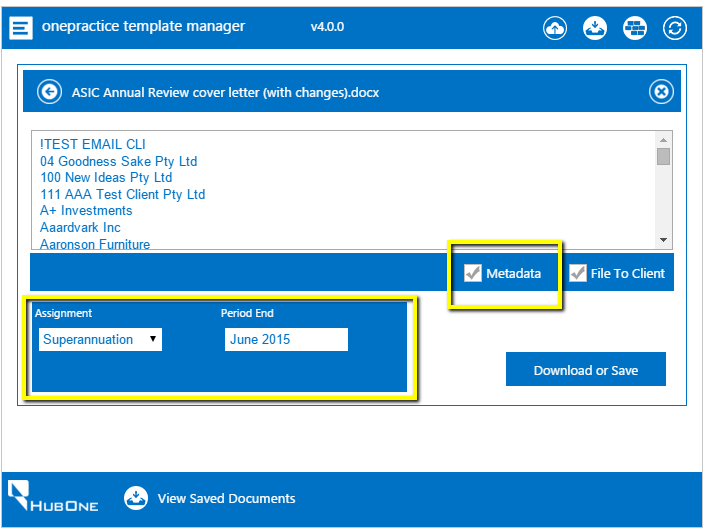 onepractice template manager v4.0.0
ASIC Annual Review cover letter (with changes).docx
!TEST EMAIL CLI
04 Goodness Sake Pty Ltd
100 New Ideas Pty Ltd
111 AAA Test Client Pty Ltd
A+ Investments
Aaardvark Inc
Aaronson Furniture
Metadata File To Client
Assignment Period End
Superannuation June 2015
Download or Save
HUBONE View Saved Documents